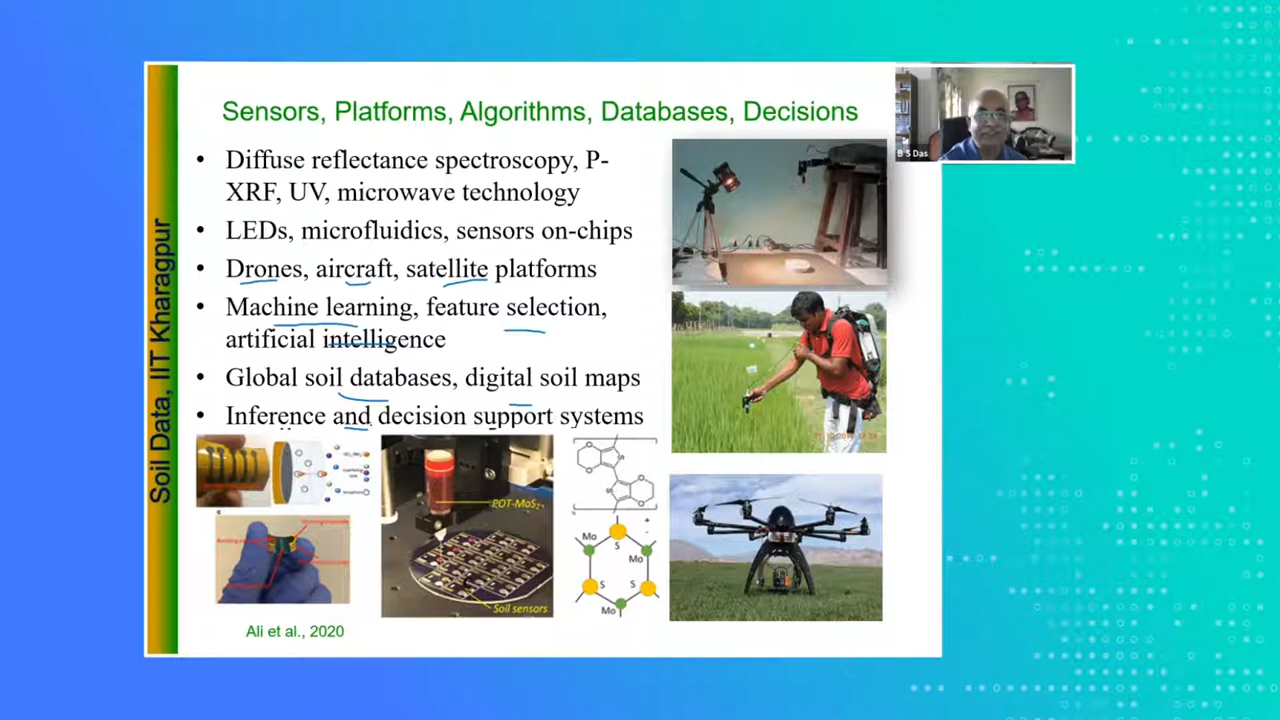 Sensors, Platforms, Algorithms, Databases, Decisions
B S Das
• Diffuse reflectance spectroscopy, P-
XRF, UV, microwave technology
• LEDs, microfluidics, sensors on-chips
• Drones, aircraft, satellite platforms
• Machine learning, feature selection,
artificial intelligence
• Global soil databases, digital soil maps
• Inference and decision support systems
Soil Data, IIT Kharagpur
POT-MoS2
Soil sensors
Mo
S
Mo
S
S
Mo
Ali et al., 2020